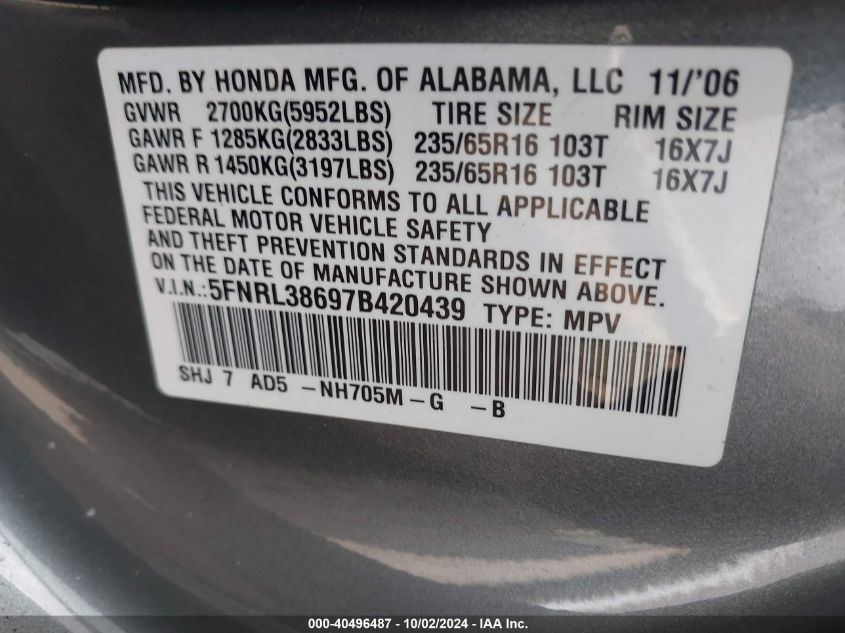 MFD. BY HONDA MFG. OF ALABAMA, LLC 11/'06
GVWR 2700KG(5952LBS) TIRE SIZE RIM SIZE
GAWR F 1285KG(2833LBS) 235/65R16 103T 16X7J
GAWR R 1450KG(3197LBS) 235/65R16 103T 16X7J
THIS VEHICLE CONFORMS TO ALL APPLICABLE
FEDERAL MOTOR VEHICLE SAFETY
AND THEFT PREVENTION STANDARDS IN EFFECT
ON THE DATE OF MANUFACTURE SHOWN ABOVE.
V.I.N.:5FNRL38697B420439 TYPE: MPV
SHJ 7 AD5 -NH705M-G -B
000-40496487 - 10/02/2024 - IAA Inc.